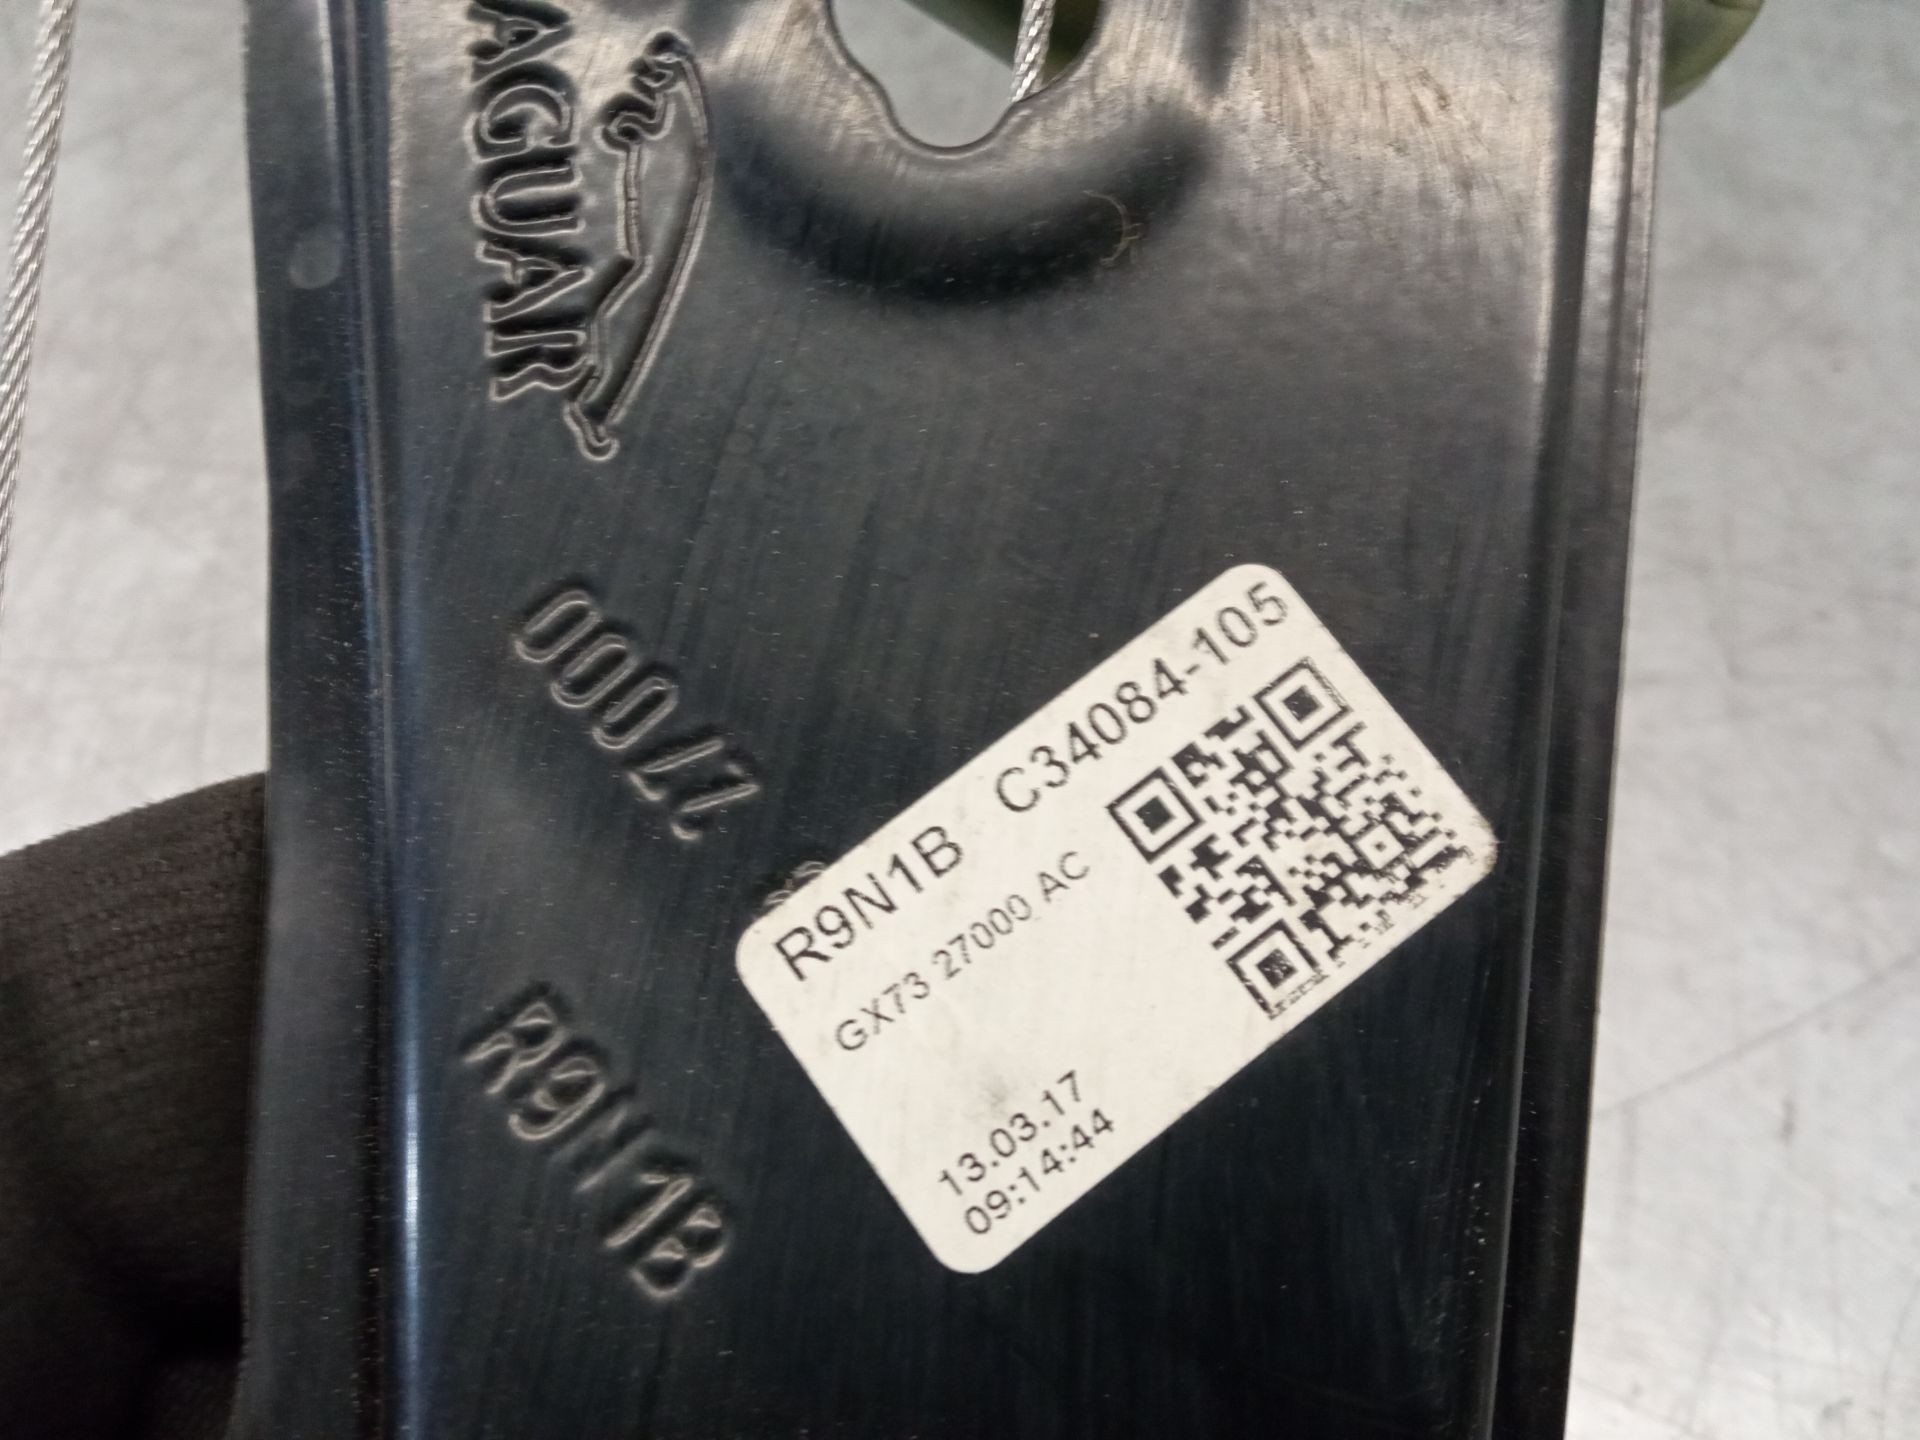 JAGUAR
27000
R9N1B
R9N1B C34084-105
GX73 27000 AC
13.03.17
09:14:44